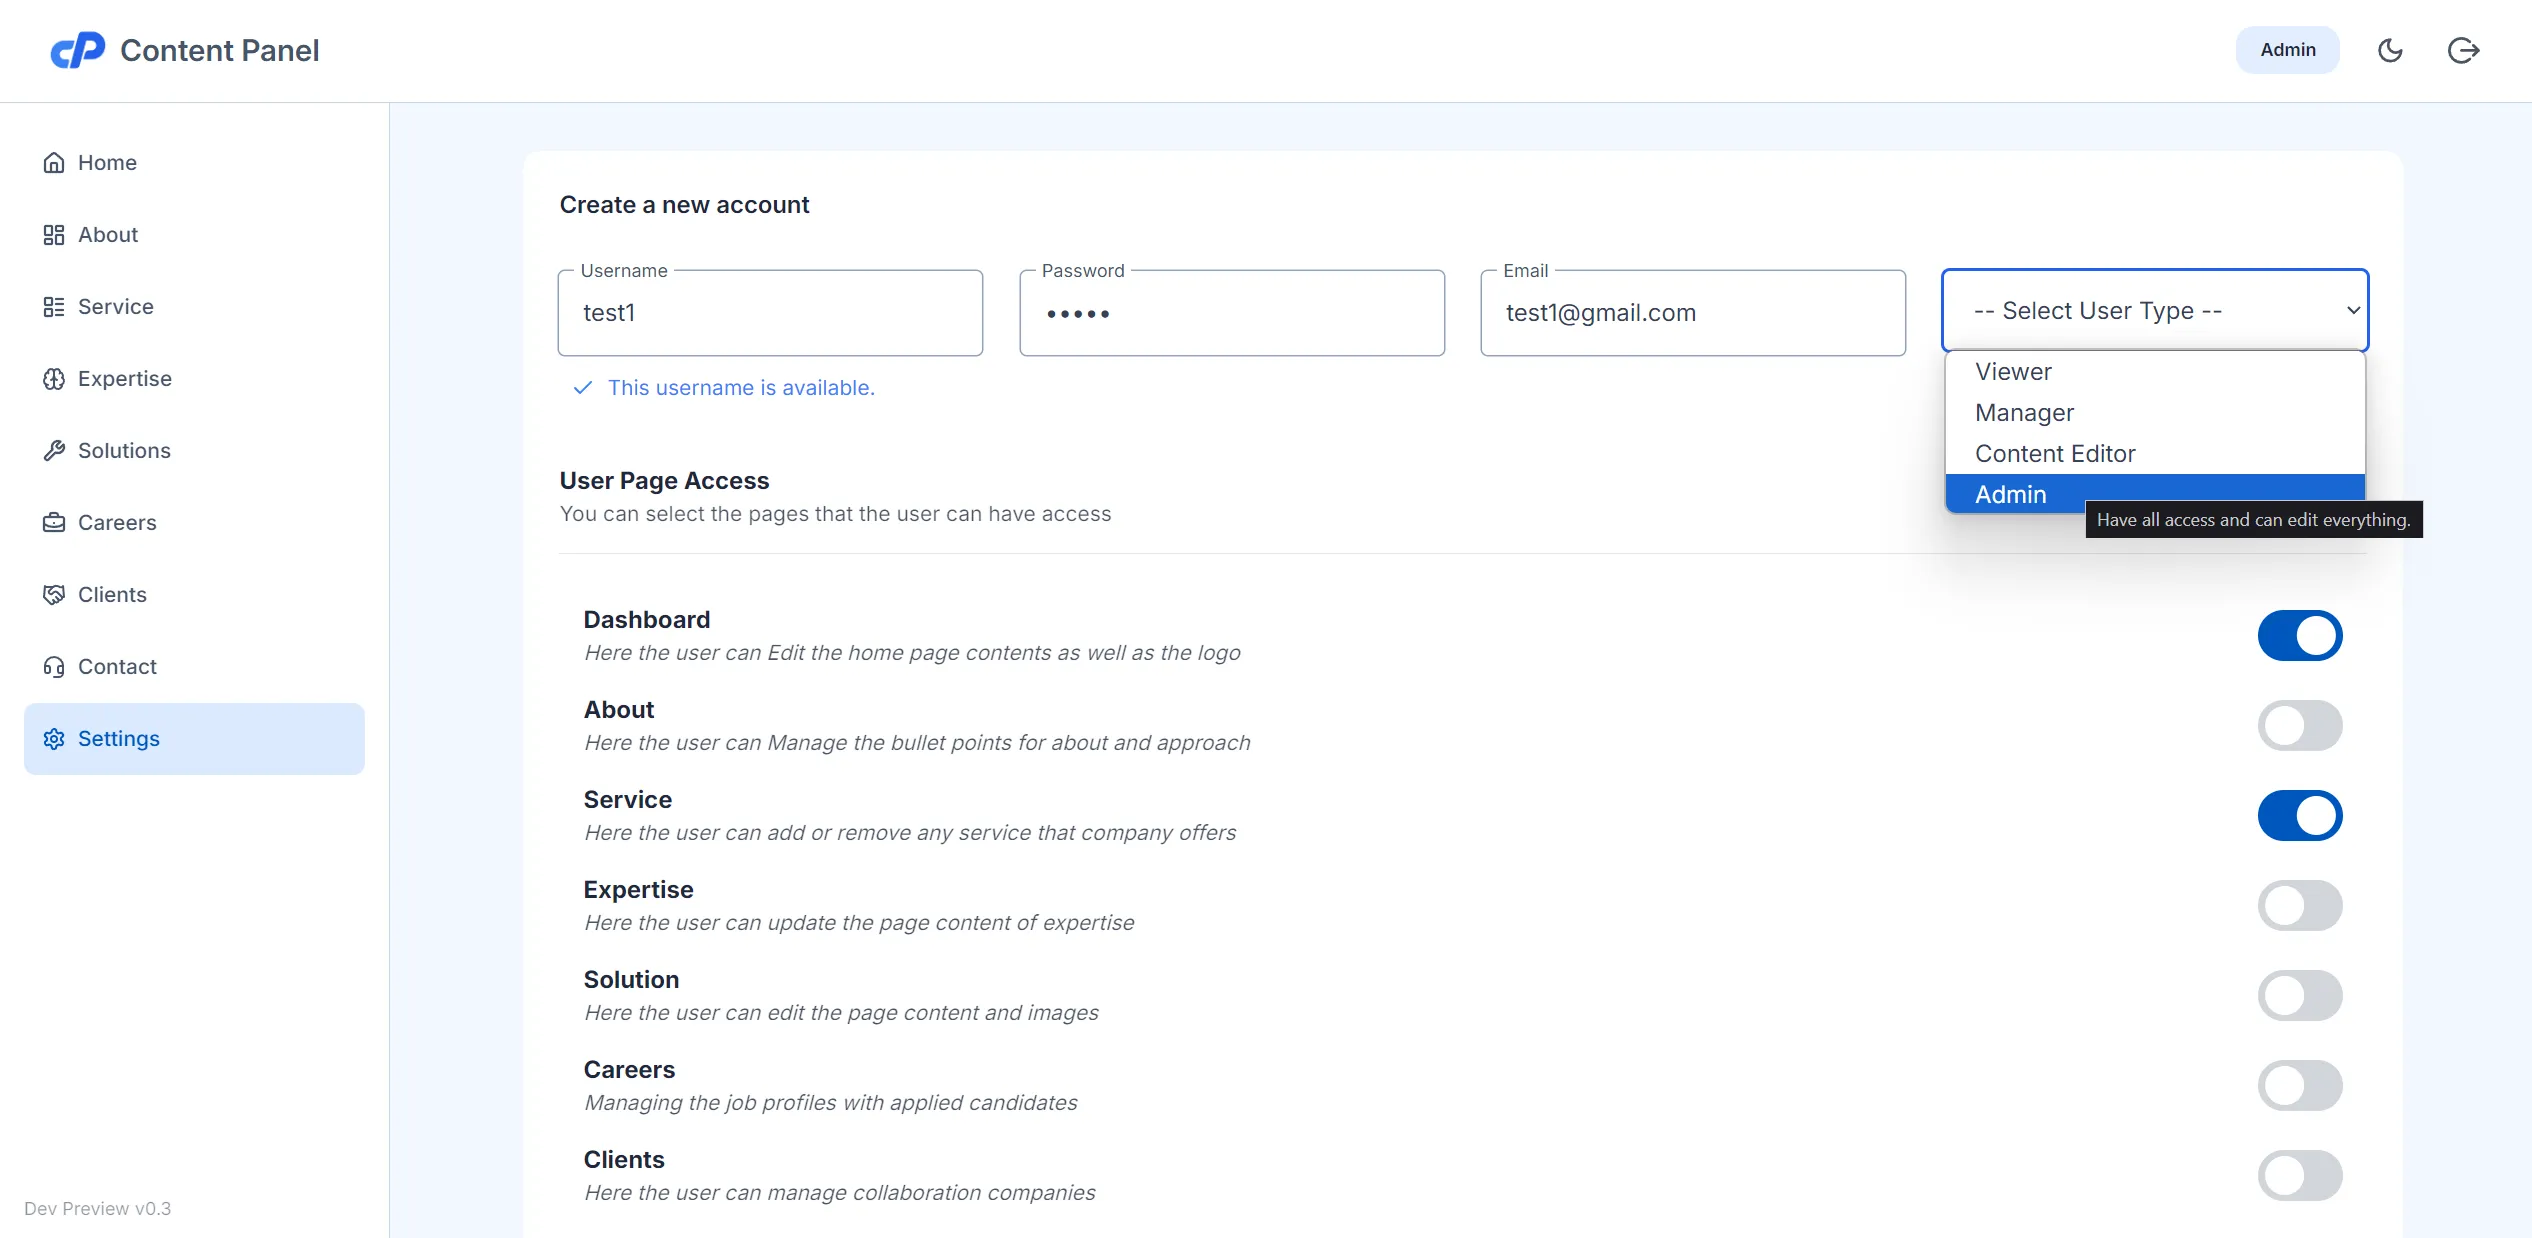 Content Panel
Admin
Home
About
Service
Expertise
Solutions
Careers
Clients
Contact
Settings
Dev Preview v0.3
Create a new account
Username
test1
Password
•••••
Email
test1@gmail.com
-- Select User Type --
Viewer
Manager
Content Editor
Admin
Have all access and can edit everything.
This username is available.
User Page Access
You can select the pages that the user can have access
Dashboard
Here the user can Edit the home page contents as well as the logo
About
Here the user can Manage the bullet points for about and approach
Service
Here the user can add or remove any service that company offers
Expertise
Here the user can update the page content of expertise
Solution
Here the user can edit the page content and images
Careers
Managing the job profiles with applied candidates
Clients
Here the user can manage collaboration companies